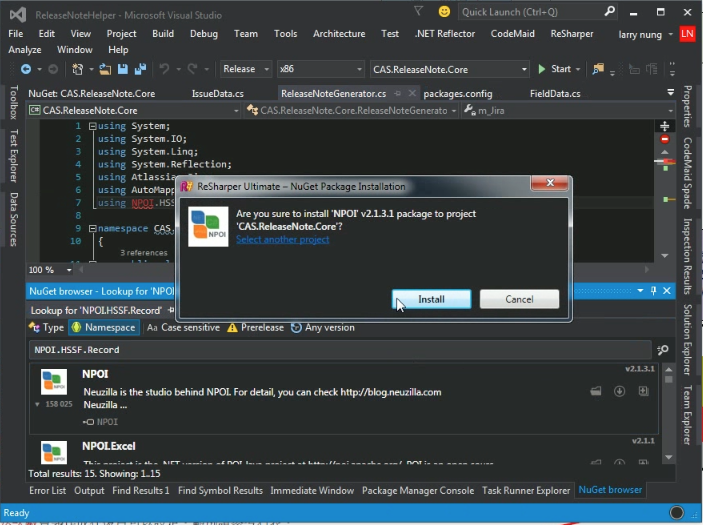 ReleaseNoteHelper - Microsoft Visual Studio
Quick Launch (Ctrl+Q)
File Edit View Project Build Debug Team Tools Architecture Test .NET Reflector CodeMaid ReSharper larry nung LN
Analyze Window Help
Release x86 CAS.ReleaseNote.Core Start
NuGet: CAS.ReleaseNote.Core IssueData.cs ReleaseNoteGenerator.cs packages.config FieldData.cs
CAS.ReleaseNote.Core CAS.ReleaseNote.Core.ReleaseNoteGenerato m_Jira
1 using System;
2 using System.IO;
3 using System.Linq;
4 using System.Reflection;
5 using Atlassian
6 using AutoMapp
7 using NPOI.HSS
8
9 namespace CAS.
10 {
3 references
100 %
Toolbox
Test Explorer
Data Sources
Properties
CodeMaid Spade
Inspection Results
Solution Explorer
Team Explorer
ReSharper Ultimate – NuGet Package Installation
NPOI
Are you sure to install 'NPOI' v2.1.3.1 package to project
'CAS.ReleaseNote.Core'?
Select another project
Install Cancel
NuGet browser - Lookup for 'NPOI
Lookup for 'NPOI.HSSF.Record'
Type Namespace Aa Case sensitive Prerelease Any version
NPOI.HSSF.Record
NPOI v2.1.3.1
Neuzilla is the studio behind NPOI. For detail, you can check http://blog.neuzilla.com
158 025 Neuzilla ...
NPOI
NPOI.Excel v2.1.1
This project is the .NET version of POI Java project at http://poi.apache.org/. POI is an open source
Total results: 15. Showing: 1..15
Error List Output Find Results 1 Find Symbol Results Immediate Window Package Manager Console Task Runner Explorer NuGet browser
Ready